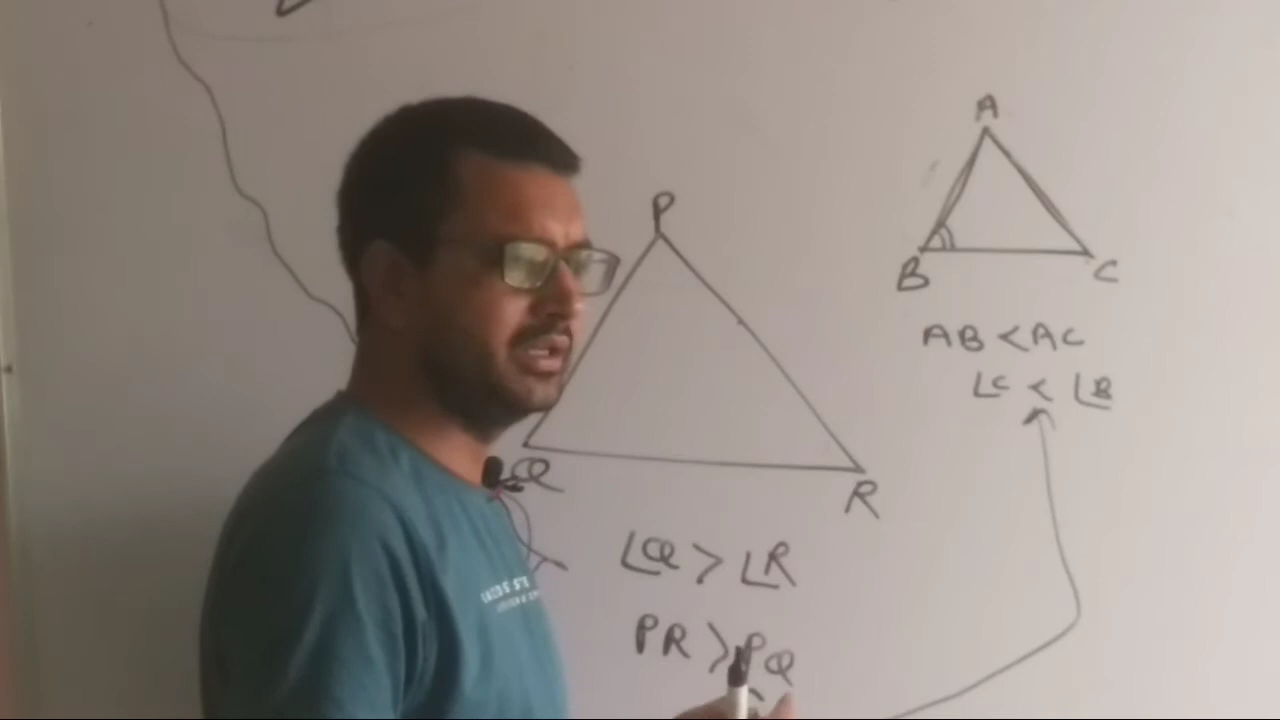 A
P
B
C
AB < AC
∠C < ∠B
Q
R
∠Q > ∠R
PR > PQ